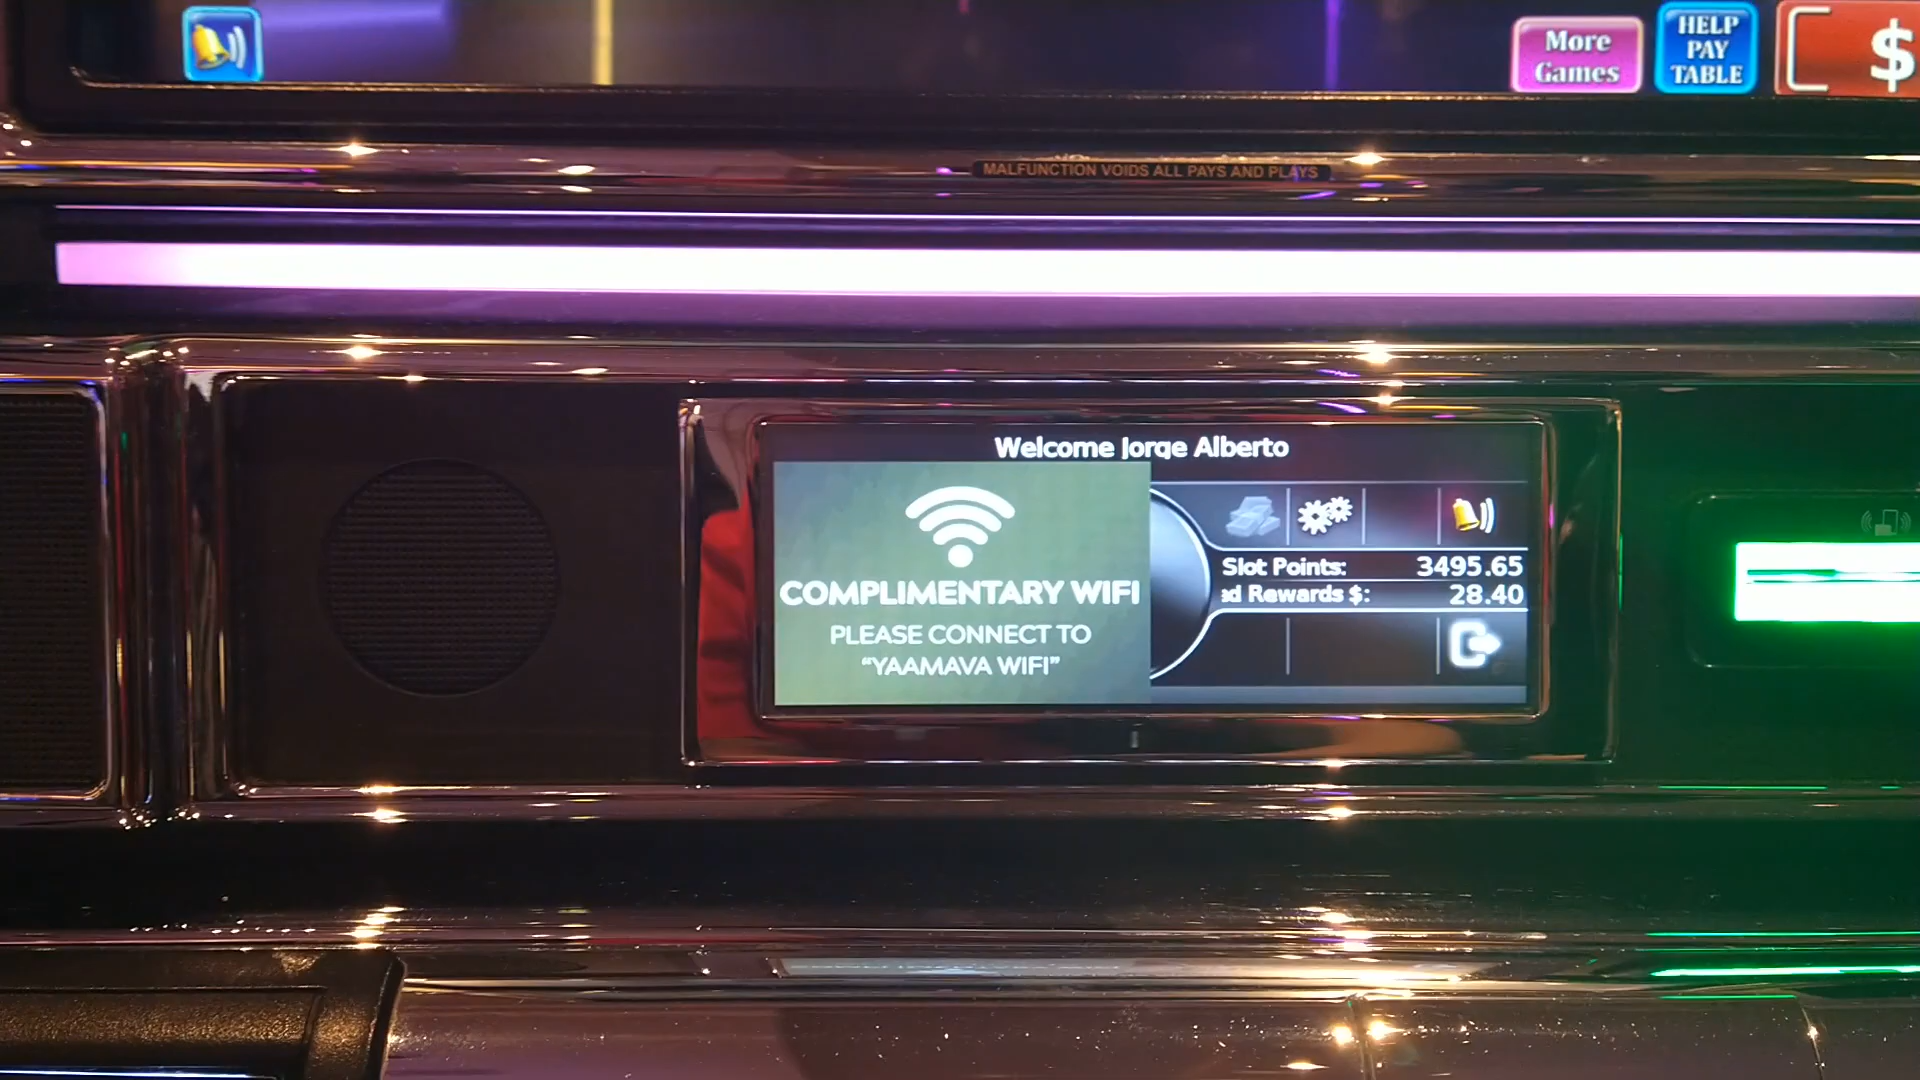 More
Games
HELP
PAY
TABLE
$
MALFUNCTION VOIDS ALL PAYS AND PLAYS
Welcome Jorge Alberto
COMPLIMENTARY WIFI
PLEASE CONNECT TO
“YAAMAVA WIFI”
Slot Points: 3495.65
d Rewards $: 28.40